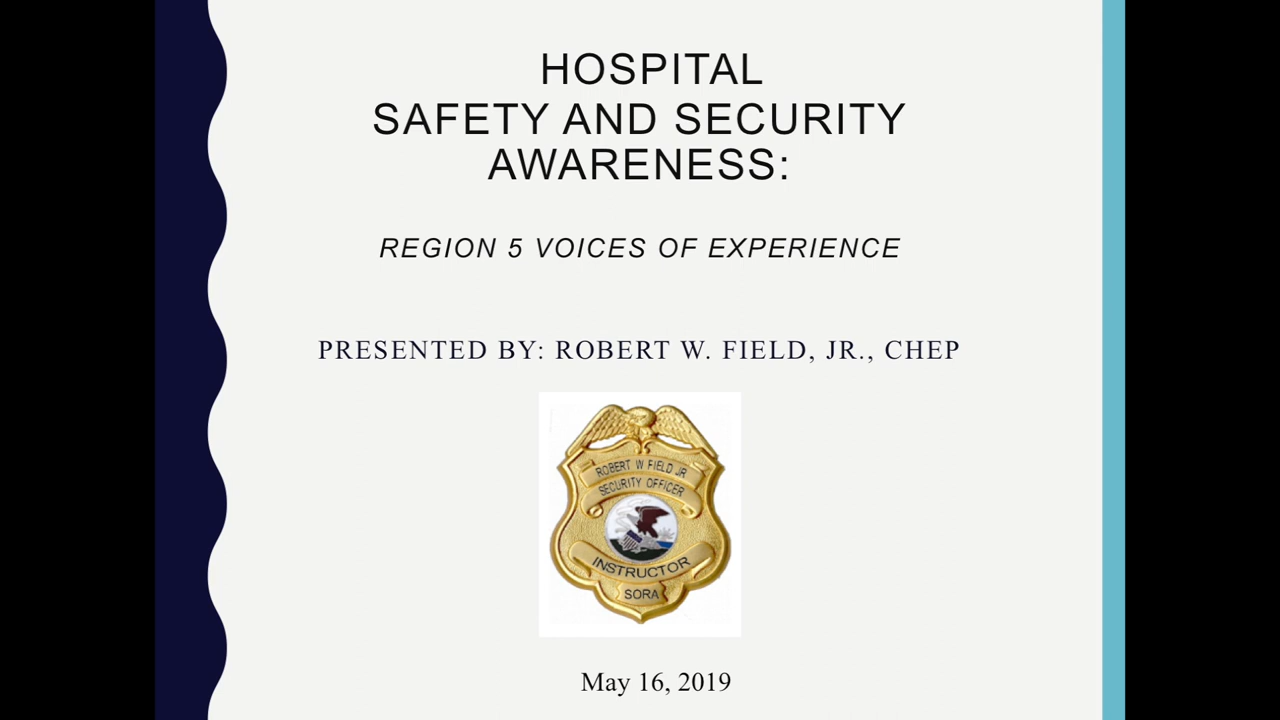 HOSPITAL
SAFETY AND SECURITY
AWARENESS:
REGION 5 VOICES OF EXPERIENCE
PRESENTED BY: ROBERT W. FIELD, JR., CHEP
ROBERT W FIELD JR
SECURITY OFFICER
INSTRUCTOR
SORA
May 16, 2019